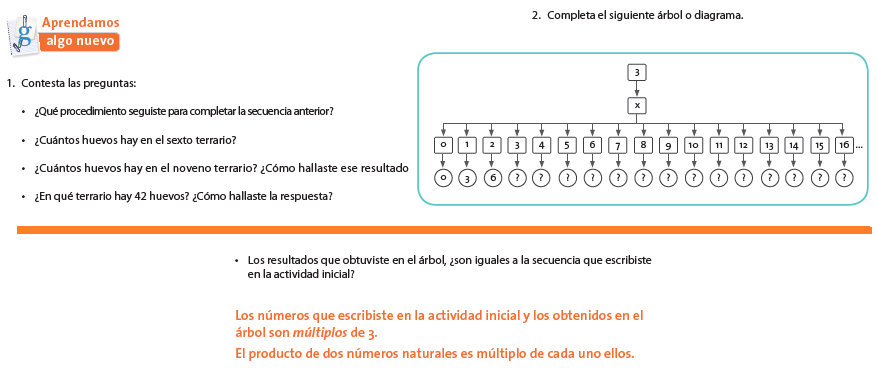 Aprendamos
algo nuevo
1. Contesta las preguntas:
• ¿Qué procedimiento seguiste para completar la secuencia anterior?
• ¿Cuántos huevos hay en el sexto terrario?
• ¿Cuántos huevos hay en el noveno terrario? ¿Cómo hallaste ese resultado
• ¿En qué terrario hay 42 huevos? ¿Cómo hallaste la respuesta?
2. Completa el siguiente árbol o diagrama.
3
x
0 1 2 3 4 5 6 7 8 9 10 11 12 13 14 15 16 ...
0 3 6 ? ? ? ? ? ? ? ? ? ? ? ? ? ?
• Los resultados que obtuviste en el árbol, ¿son iguales a la secuencia que escribiste
en la actividad inicial?
Los números que escribiste en la actividad inicial y los obtenidos en el
árbol son múltiplos de 3.
El producto de dos números naturales es múltiplo de cada uno ellos.